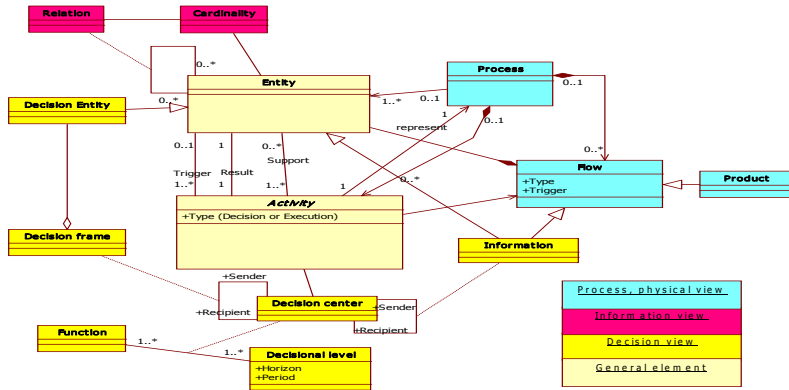 Relation
Cardinality
0..*
Entity
0..*
Decision Entity
Process
0..1
0..1
1..*
0..1
1
represent
0..1
1
0..*
Support
Trigger
Result
1..*
1
1..*
1
0..*
0..*
Flow
+Type
+Trigger
Product
Activity
+Type (Decision or Execution)
Decision frame
Information
+Sender
+Recipient
Decision center
+Sender
+Recipient
Function
1..*
1..*
Decisional level
+Horizon
+Period
Process, physical view
Information view
Decision view
General element